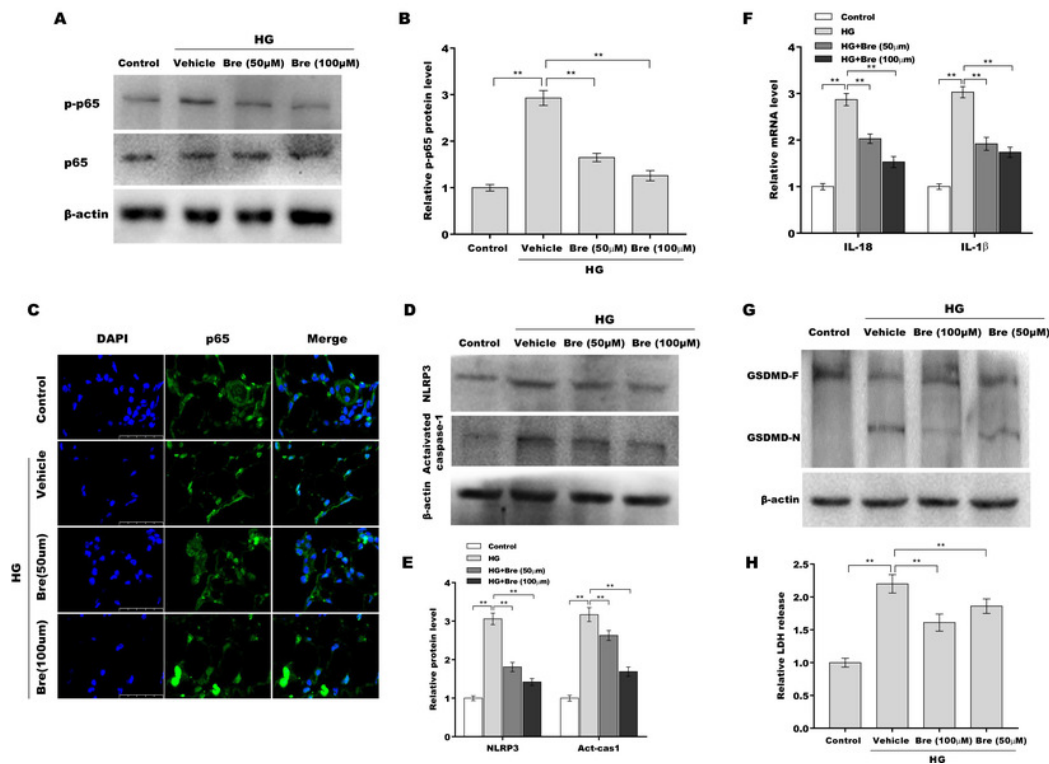 A
HG
Control Vehicle Bre (50μM) Bre (100μM)
p-p65
p65
β-actin
B
Relative p-p65 protein level
4
3
2
1
0
** ** **
Control Vehicle Bre (50μM) Bre (100μM)
HG
F
Control
HG
HG+Bre (50μm)
HG+Bre (100μm)
Relative mRNA level
4
3
2
1
0
** ** **
** ** **
IL-18 IL-1β
C
DAPI p65 Merge
Control
Vehicle
Bre(50um)
Bre(100um)
HG
D
HG
Control Vehicle Bre (50μM) Bre (100μM)
NLRP3
Actaivated
caspase-1
β-actin
E
Control
HG
HG+Bre (50μm)
HG+Bre (100μm)
Relative protein level
4
3
2
1
0
** ** **
** ** **
NLRP3 Act-cas1
G
HG
Control Vehicle Bre (100μM) Bre (50μM)
GSDMD-F
GSDMD-N
β-actin
H
Relative LDH release
2.5
2.0
1.5
1.0
0.5
0.0
** ** **
Control Vehicle Bre (100μM) Bre (50μM)
HG